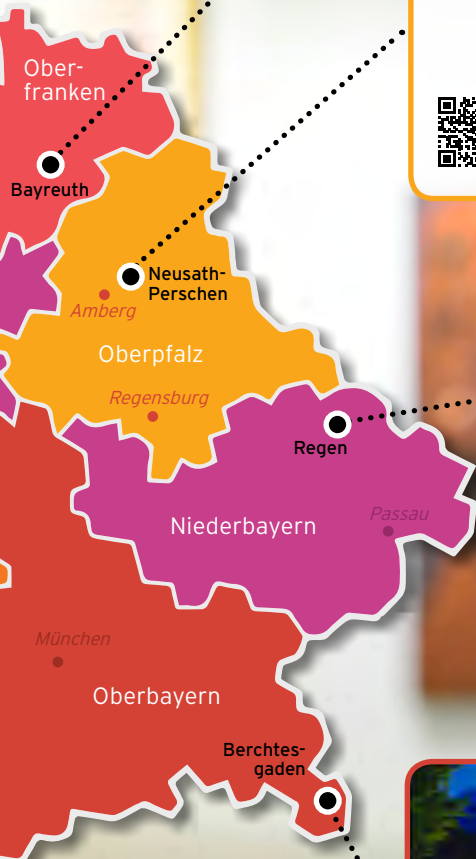 Ober-
franken
Bayreuth
Neusath-
Perschen
Amberg
Oberpfalz
Regensburg
Regen
Passau
Niederbayern
München
Oberbayern
Berchtes-
gaden